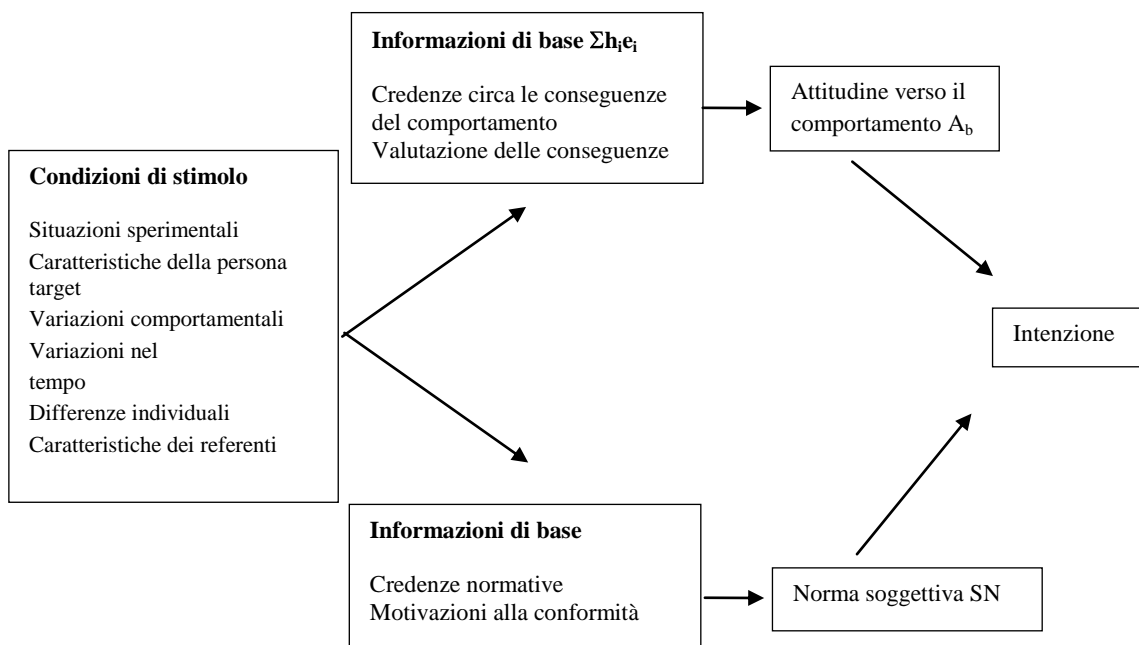 Informazioni di base Σhᵢeᵢ
Credenze circa le conseguenze
del comportamento
Valutazione delle conseguenze
Attitudine verso il
comportamento A_b
Condizioni di stimolo
Situazioni sperimentali
Caratteristiche della persona
target
Variazioni comportamentali
Variazioni nel
tempo
Differenze individuali
Caratteristiche dei referenti
Intenzione
Informazioni di base
Credenze normative
Motivazioni alla conformità
Norma soggettiva SN